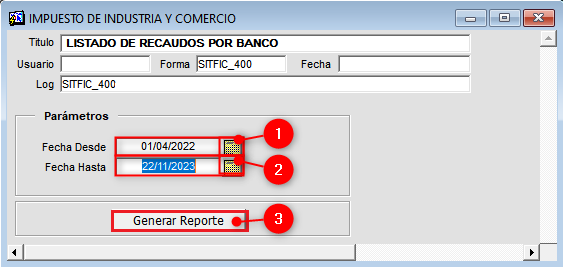 IMPUESTO DE INDUSTRIA Y COMERCIO
Título LISTADO DE RECAUDOS POR BANCO
Usuario Forma SITFIC_400 Fecha
Log SITFIC_400
Parámetros
Fecha Desde 01/04/2022 1
Fecha Hasta 22/11/2023 2
Generar Reporte 3